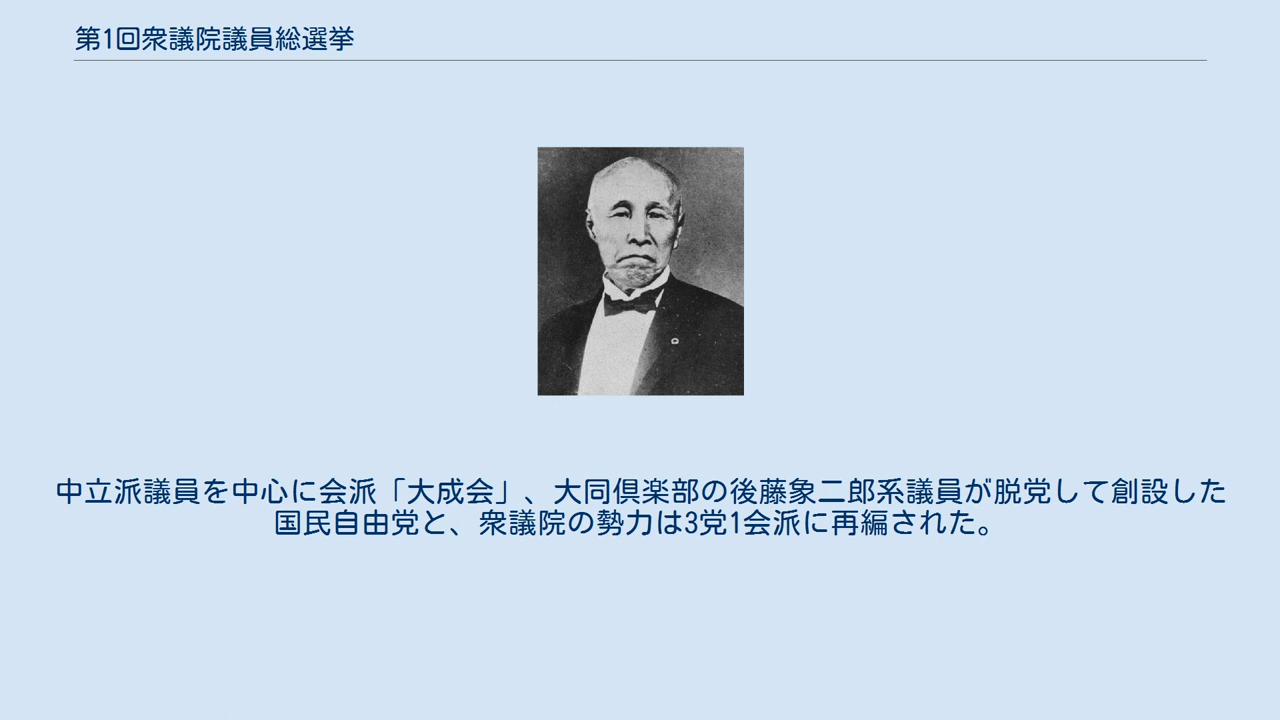 第1回衆議院議員総選挙
中立派議員を中心に会派「大成会」、大同倶楽部の後藤象二郎系議員が脱党して創設した
国民自由党と、衆議院の勢力は3党1会派に再編された。